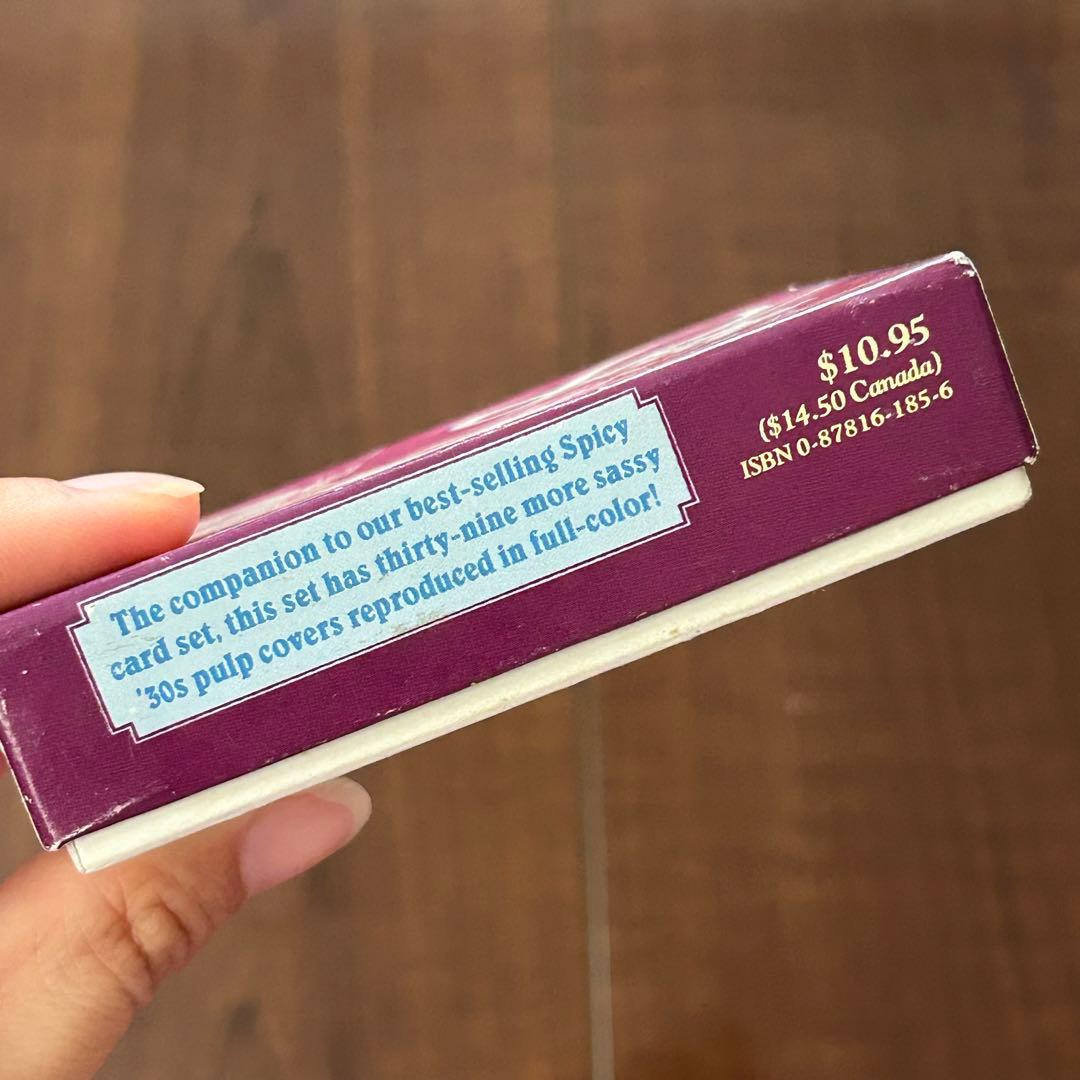 The companion to our best-selling Spicy
card set, this set has thirty-nine more sassy
'30s pulp covers reproduced in full-color!
$10.95
($14.50 Canada)
ISBN 0-87816-185-6